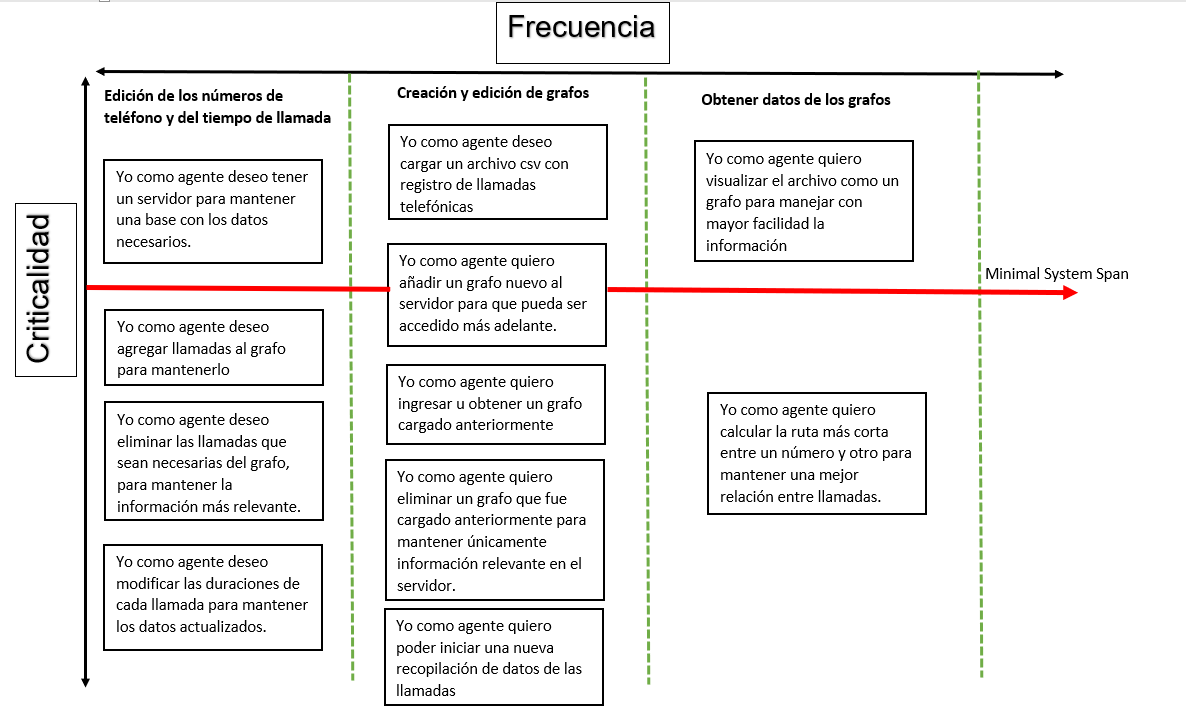 Frecuencia
Criticalidad
Edición de los números de
teléfono y del tiempo de llamada
Yo como agente deseo tener
un servidor para mantener
una base con los datos
necesarios.
Yo como agente deseo
agregar llamadas al grafo
para mantenerlo
Yo como agente deseo
eliminar las llamadas que
sean necesarias del grafo,
para mantener la
información más relevante.
Yo como agente deseo
modificar las duraciones de
cada llamada para mantener
los datos actualizados.
Creación y edición de grafos
Yo como agente deseo
cargar un archivo csv con
registro de llamadas
telefónicas
Yo como agente quiero
añadir un grafo nuevo al
servidor para que pueda ser
accedido más adelante.
Yo como agente quiero
ingresar u obtener un grafo
cargado anteriormente
Yo como agente quiero
eliminar un grafo que fue
cargado anteriormente para
mantener únicamente
información relevante en el
servidor.
Yo como agente quiero
poder iniciar una nueva
recopilación de datos de las
llamadas
Obtener datos de los grafos
Yo como agente quiero
visualizar el archivo como un
grafo para manejar con
mayor facilidad la
información
Yo como agente quiero
calcular la ruta más corta
entre un número y otro para
mantener una mejor
relación entre llamadas.
Minimal System Span